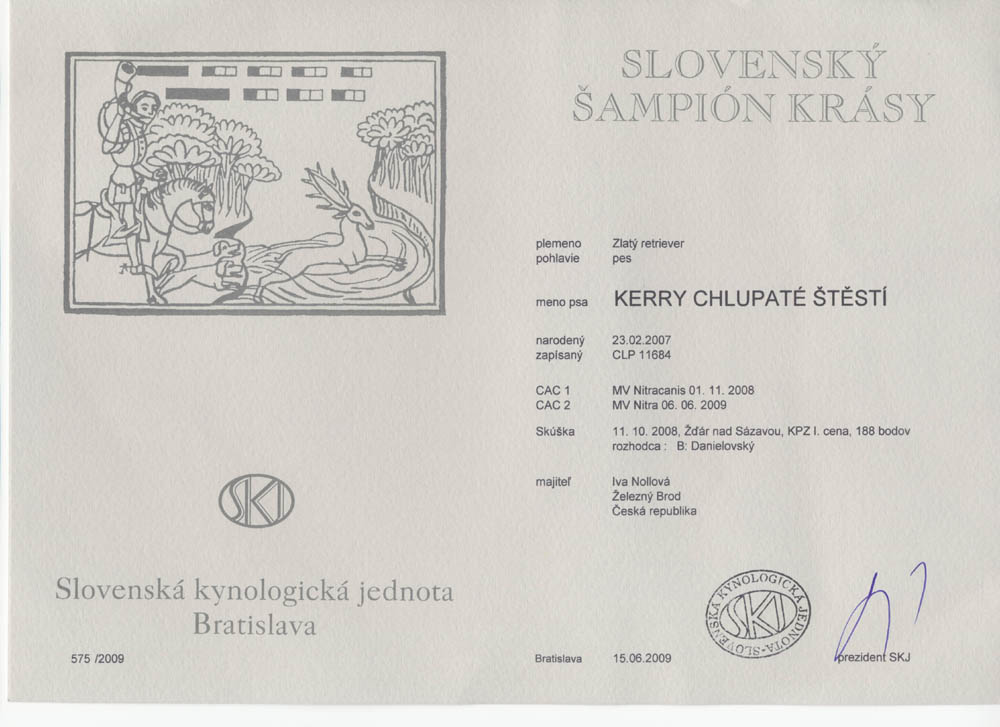 SLOVENSKÝ
ŠAMPIÓN KRÁSY
plemeno Zlatý retriever
pohlavie pes
meno psa KERRY CHLUPATÉ ŠTĚSTÍ
narodený 23.02.2007
zapísaný CLP 11684
CAC 1 MV Nitracanis 01. 11. 2008
CAC 2 MV Nitra 06. 06. 2009
Skúška 11. 10. 2008, Žďár nad Sázavou, KPZ I. cena, 188 bodov
rozhodca : B: Danielovský
majiteľ Iva Nollová
Železný Brod
Česká republika
SKJ
Slovenská kynologická jednota
Bratislava
575 /2009
Bratislava 15.06.2009
SLOVENSKÁ KYNOLOGICKÁ JEDNOTA
SKJ
prezident SKJ